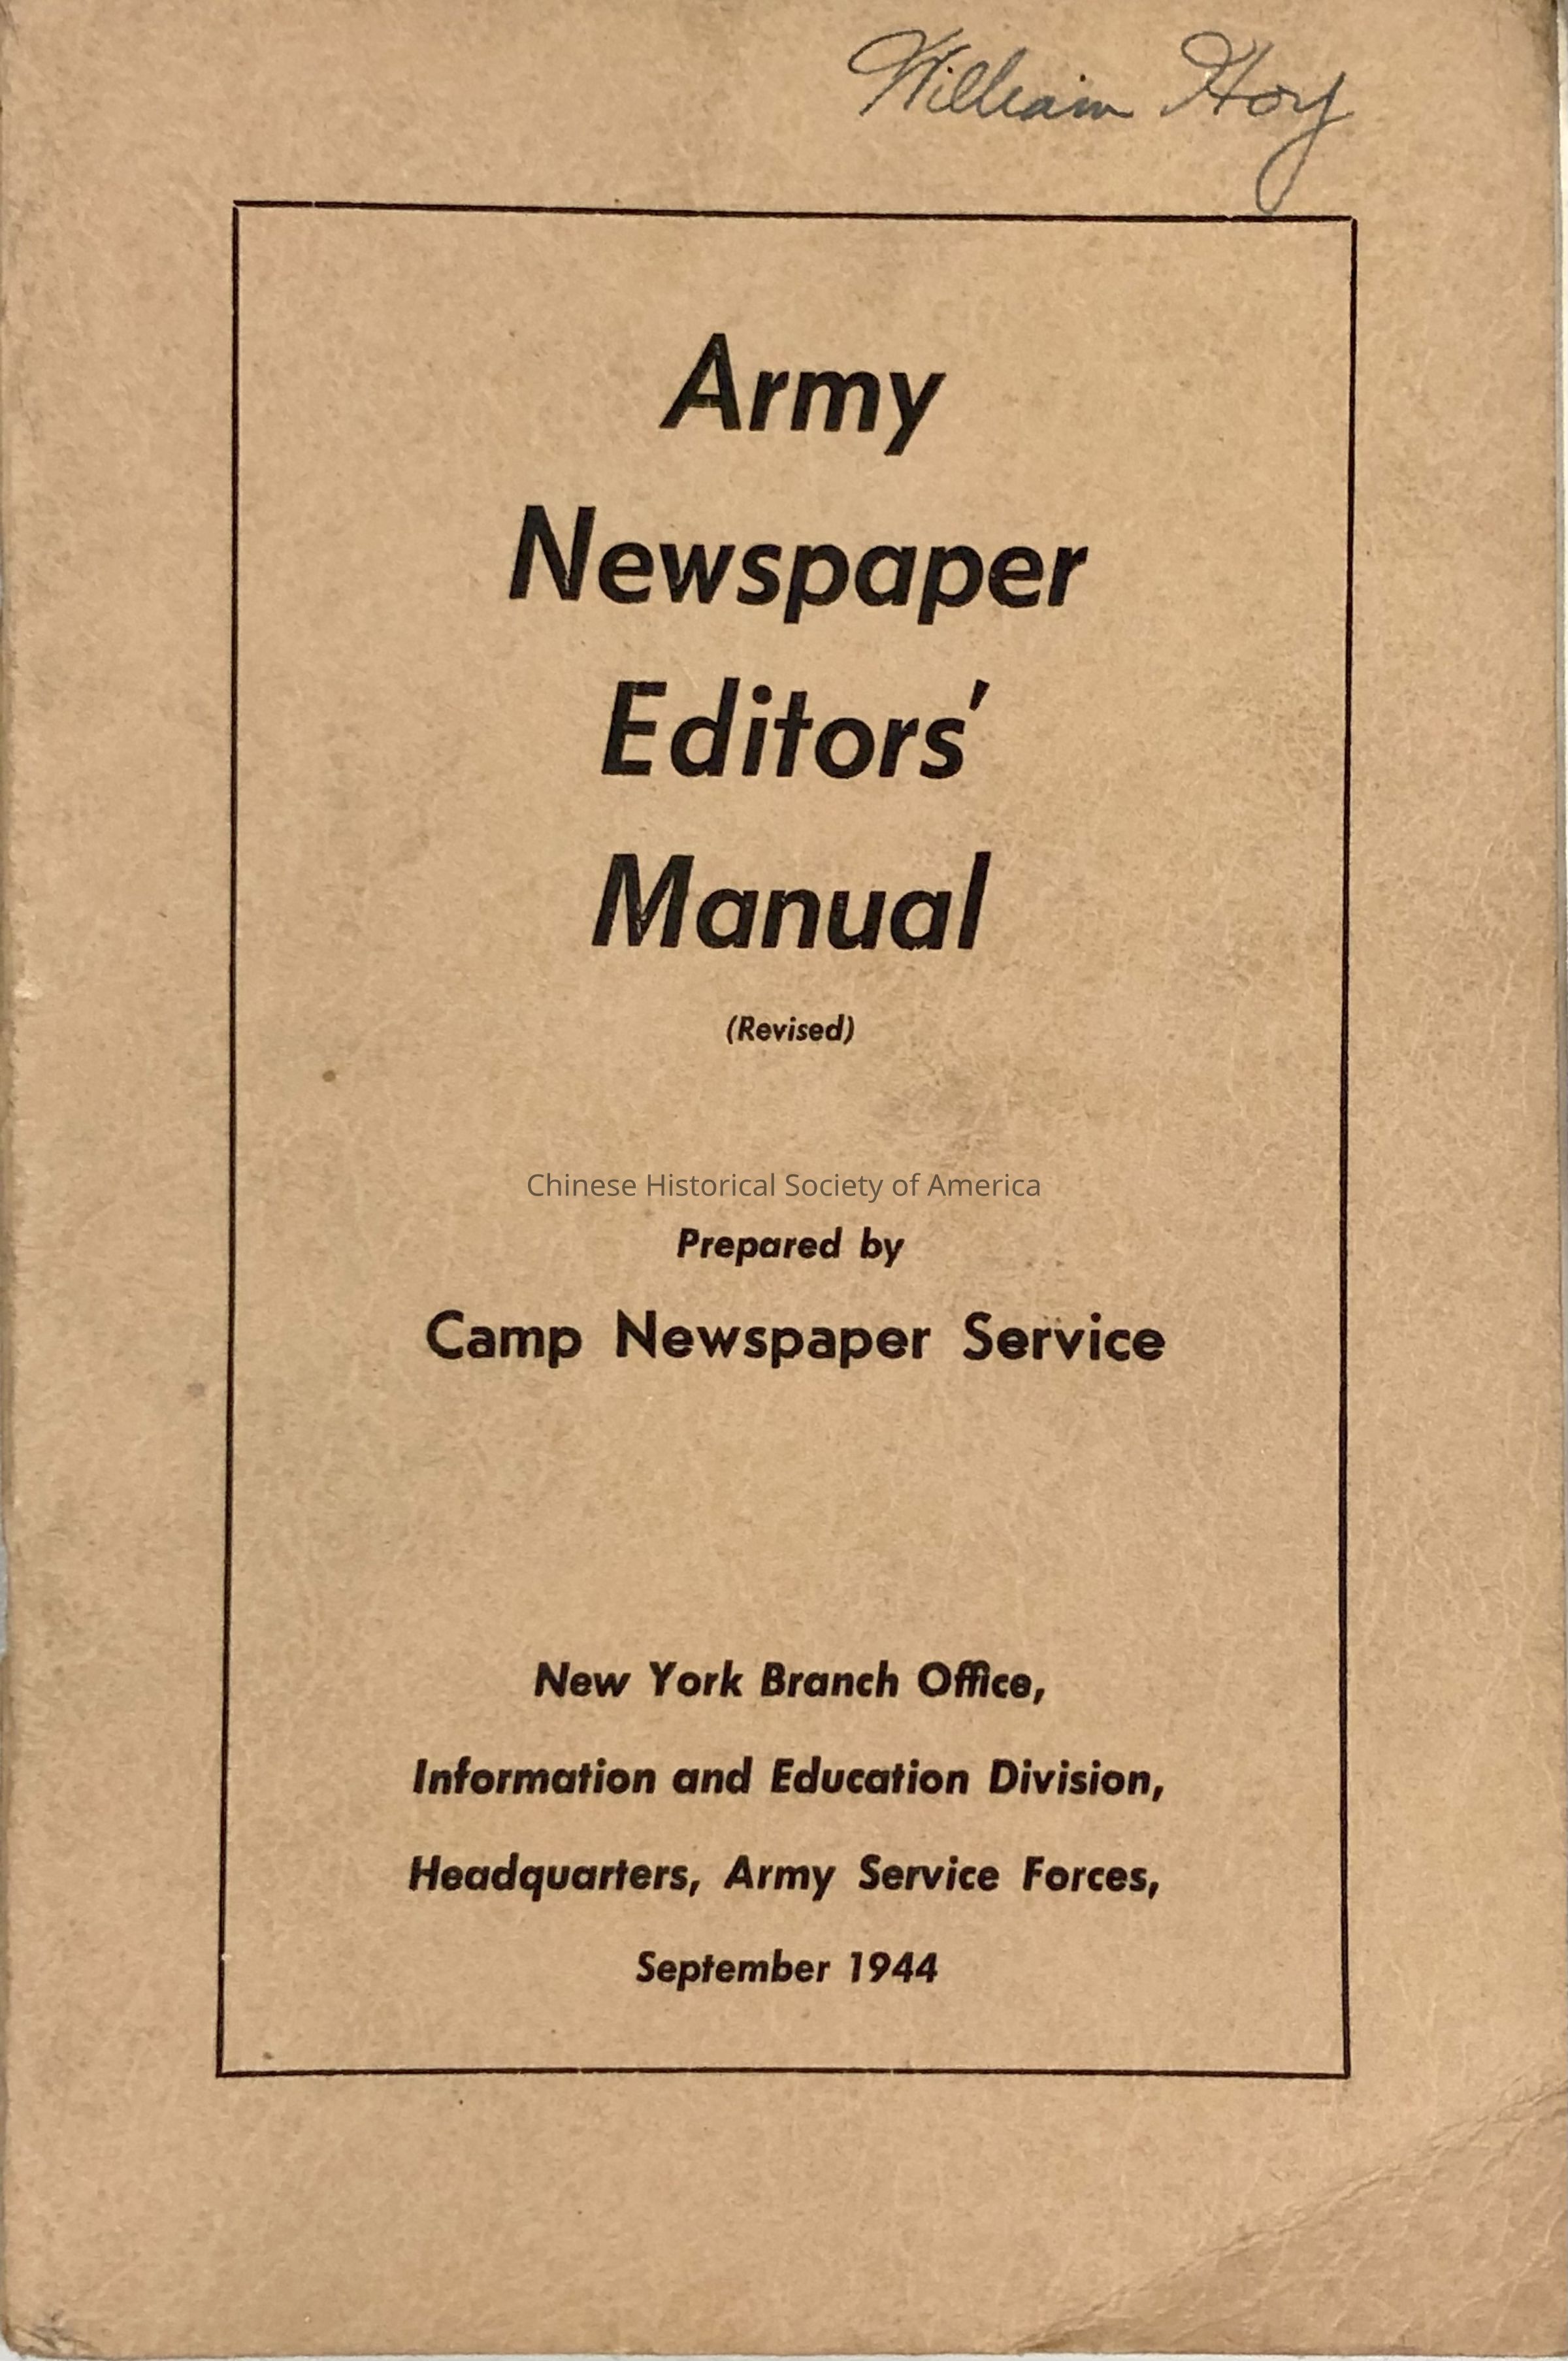 William Hoy
Army
Newspaper
Editors'
Manual
(Revised)
Chinese Historical Society of America
Prepared by
Camp Newspaper Service
New York Branch Office,
Information and Education Division,
Headquarters, Army Service Forces,
September 1944